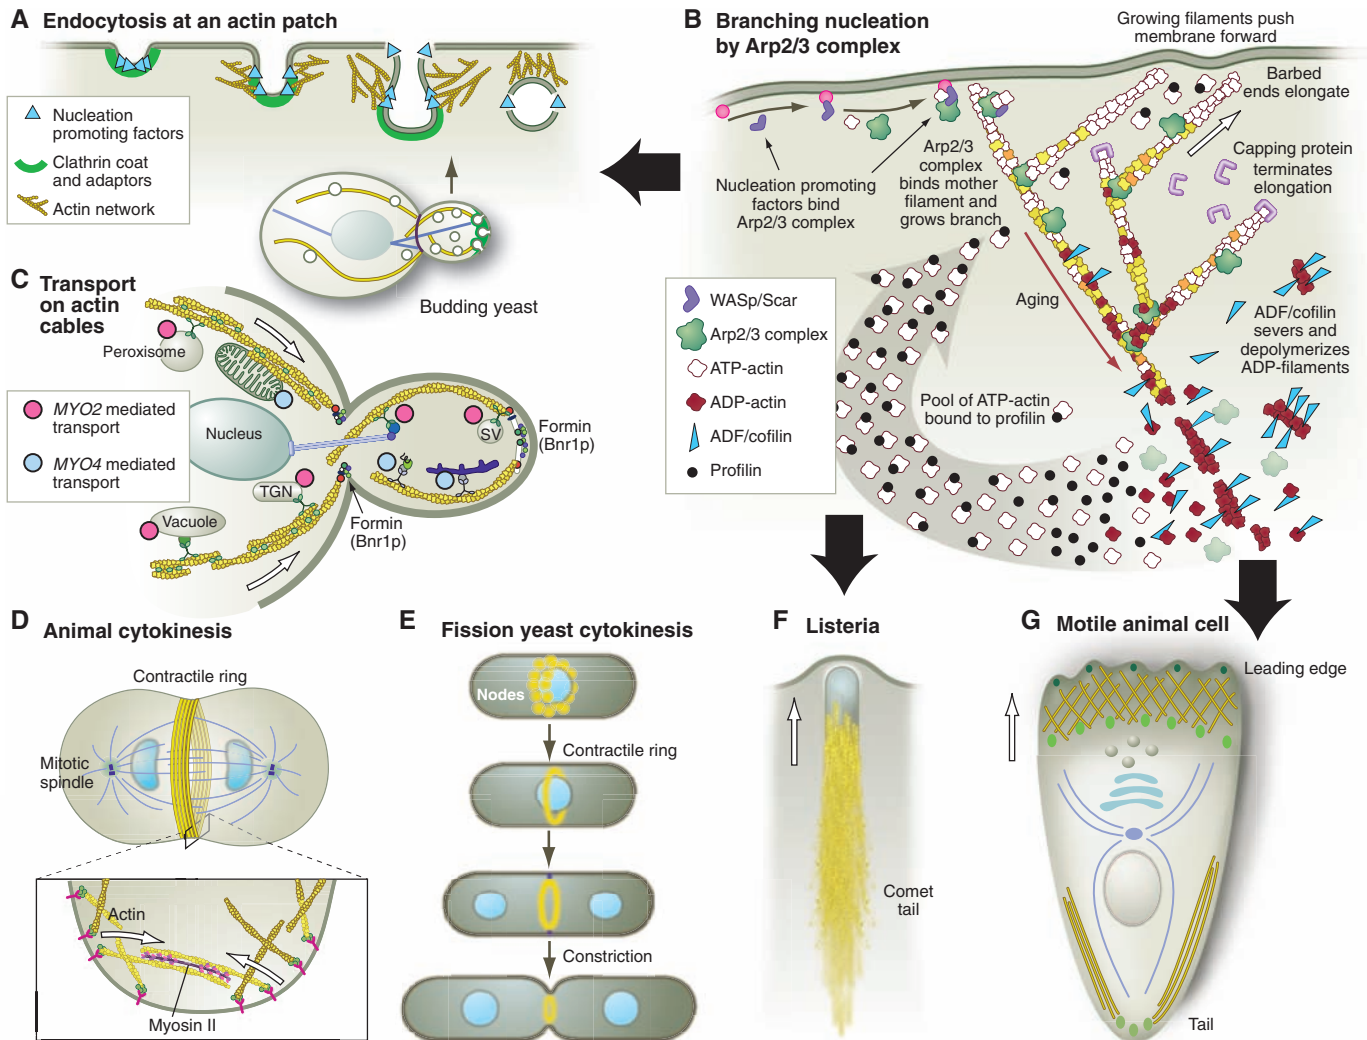 A Endocytosis at an actin patch
Nucleation
promoting factors
Clathrin coat
and adaptors
Actin network
Budding yeast
B Branching nucleation
by Arp2/3 complex
Growing filaments push
membrane forward
Barbed
ends elongate
Capping protein
terminates
elongation
Nucleation promoting
factors bind
Arp2/3 complex
Arp2/3
complex
binds mother
filament and
grows branch
Aging
ADF/cofilin
severs and
depolymerizes
ADP-filaments
Pool of ATP-actin
bound to profilin
WASp/Scar
Arp2/3 complex
ATP-actin
ADP-actin
ADF/cofilin
Profilin
C Transport
on actin
cables
Peroxisome
MYO2 mediated
transport
MYO4 mediated
transport
Nucleus
SV
Formin
(Bnr1p)
TGN
Vacuole
Formin
(Bnr1p)
D Animal cytokinesis
Contractile ring
Mitotic
spindle
Actin
Myosin II
E Fission yeast cytokinesis
Nodes
Contractile ring
Constriction
F Listeria
Comet
tail
G Motile animal cell
Leading edge
Tail